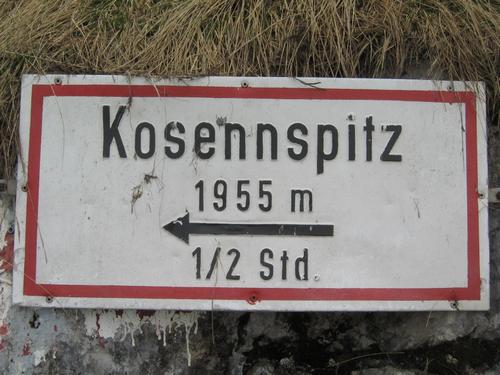 Kosennspitz
1955 m
1/2 Std.